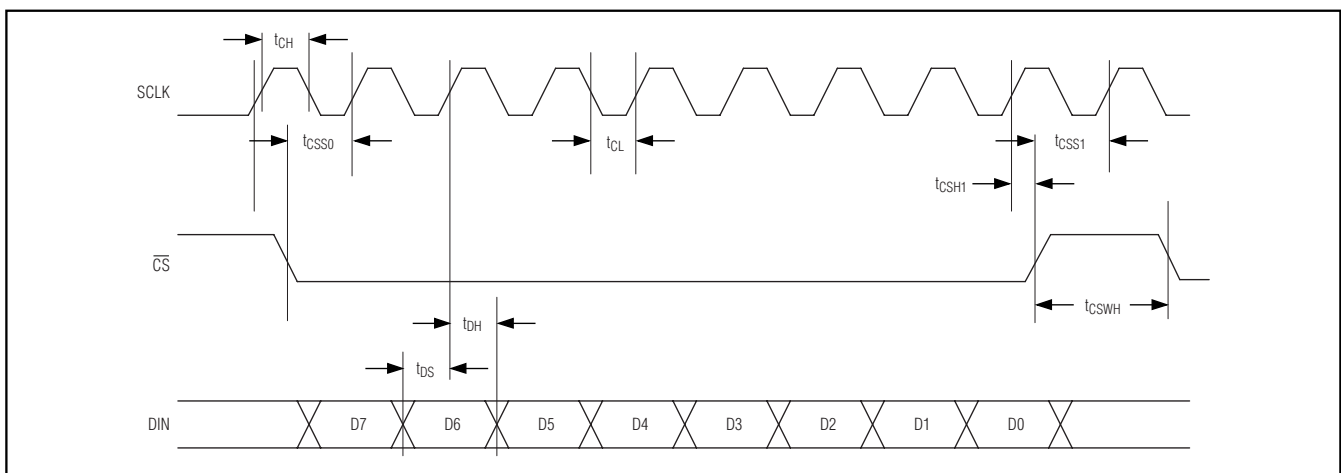 tCH
SCLK
tCSS0
tCL
tCSS1
tCSH1
CS
tCSWH
tDH
tDS
DIN
D7
D6
D5
D4
D3
D2
D1
D0